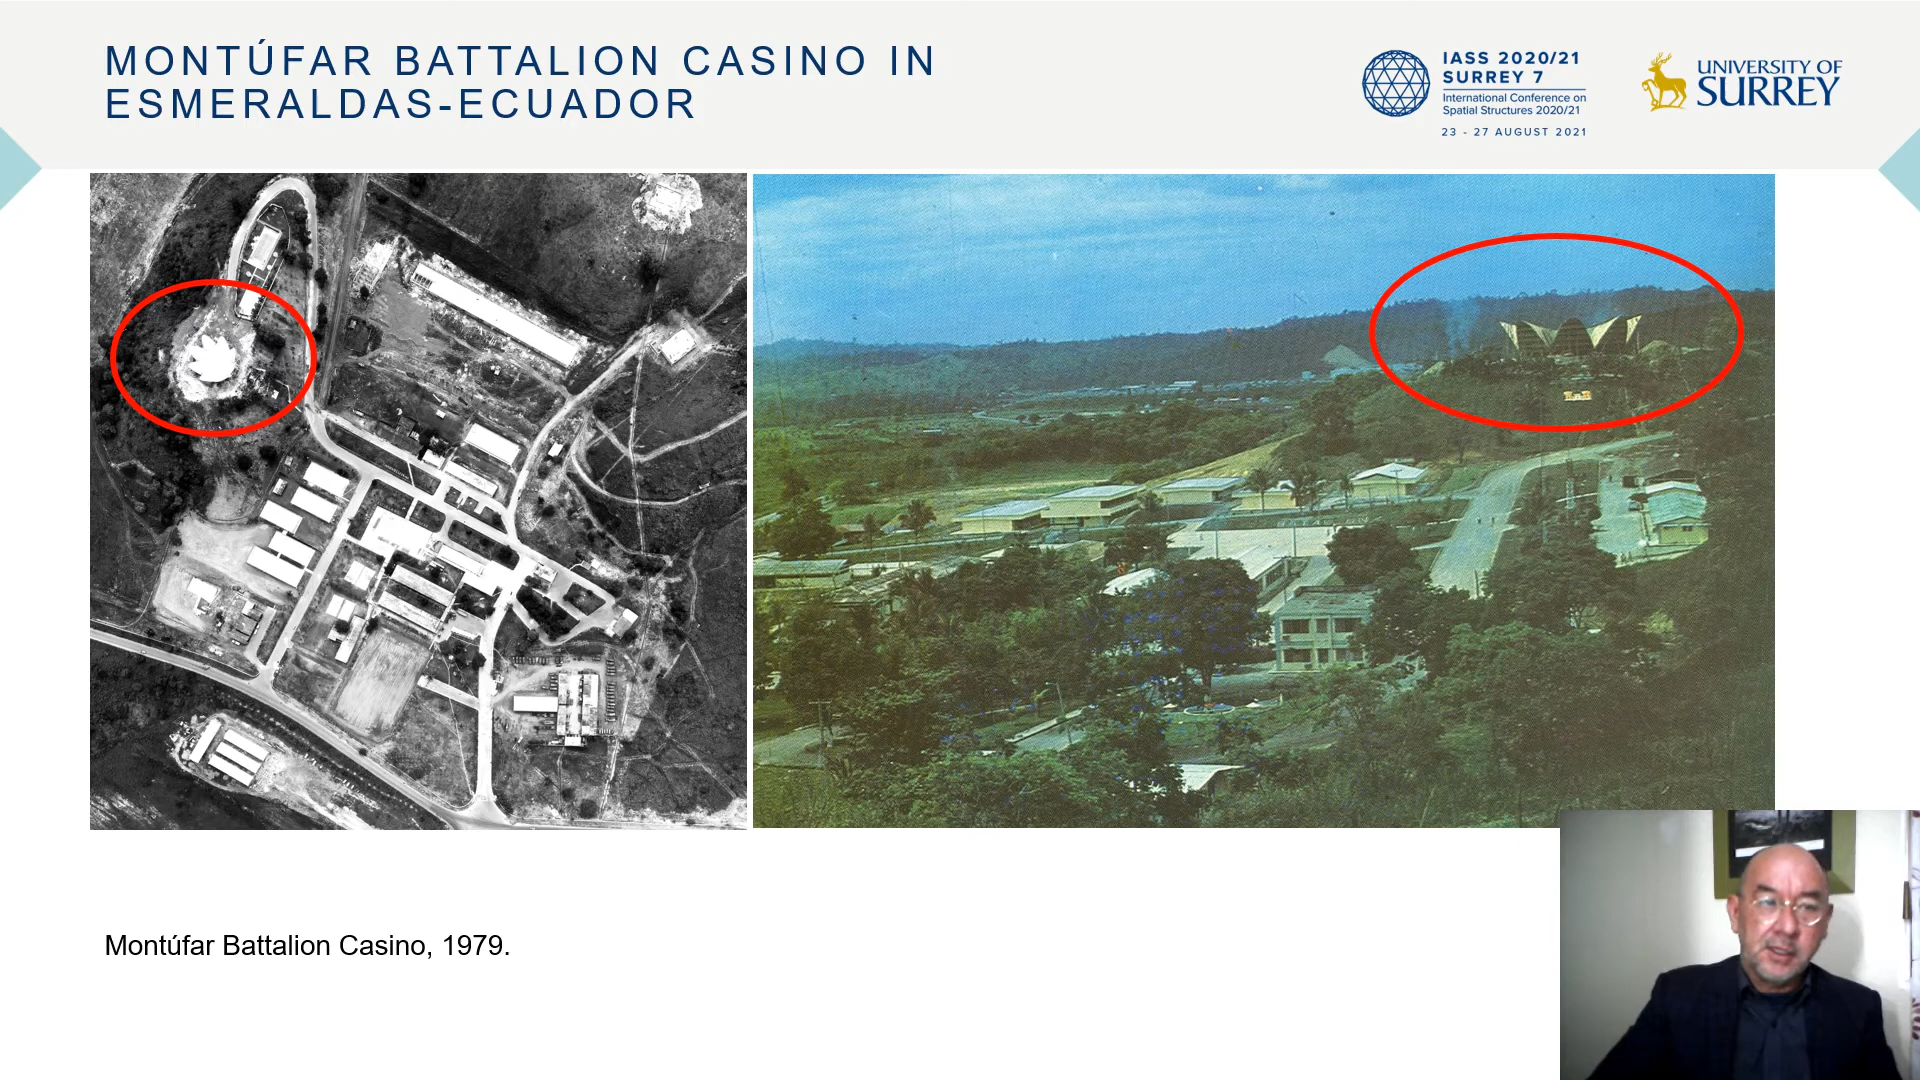 MONTÚFAR BATTALION CASINO IN
ESMERALDAS-ECUADOR
IASS 2020/21
SURREY 7
International Conference on
Spatial Structures 2020/21
23 - 27 AUGUST 2021
UNIVERSITY OF
SURREY
Montúfar Battalion Casino, 1979.